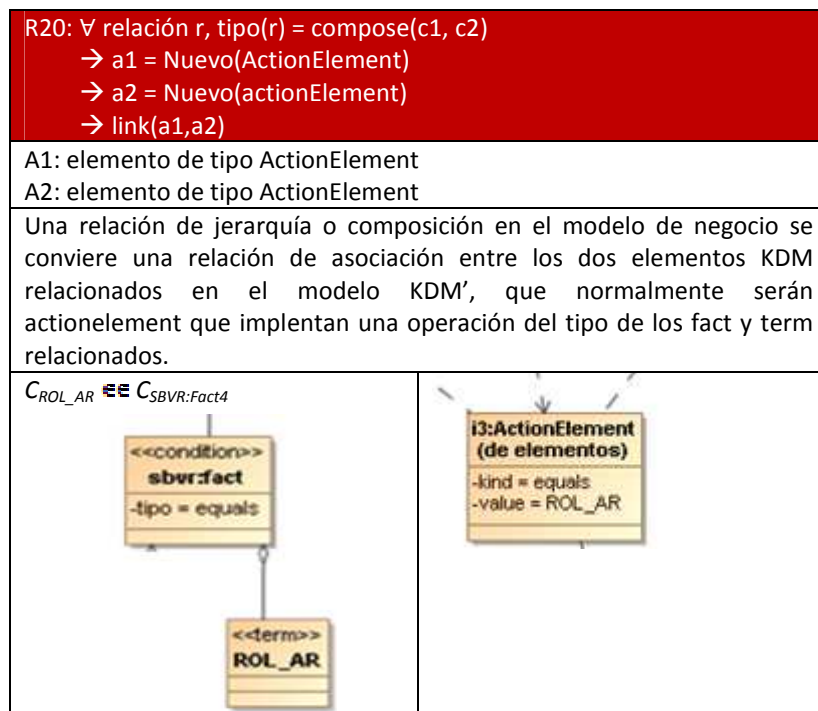 R20: ∀ relación r, tipo(r) = compose(c1, c2)
→ a1 = Nuevo(ActionElement)
→ a2 = Nuevo(actionElement)
→ link(a1,a2)
A1: elemento de tipo ActionElement
A2: elemento de tipo ActionElement
Una relación de jerarquía o composición en el modelo de negocio se
conviere una relación de asociación entre los dos elementos KDM
relacionados en el modelo KDM’, que normalmente serán
actionelement que implentan una operación del tipo de los fact y term
relacionados.
C_ROL_AR ∈∈ C_SBVR:Fact4
<<condition>>
sbvr:fact
-tipo = equals
<<term>>
ROL_AR
i3:ActionElement
(de elementos)
-kind = equals
-value = ROL_AR